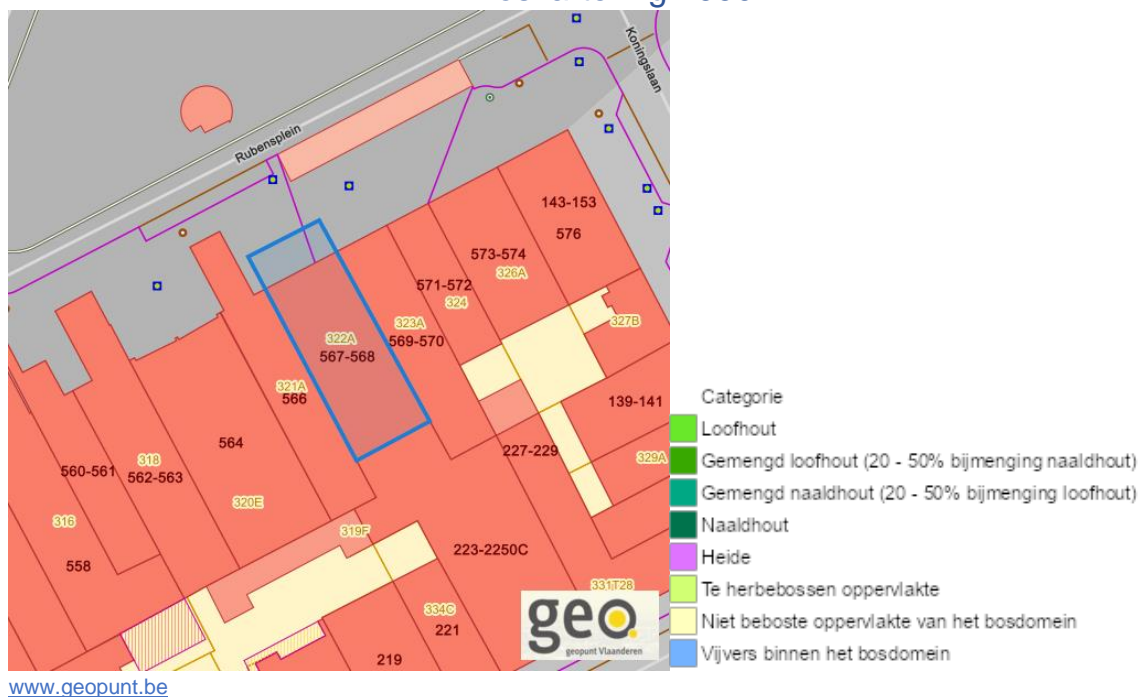 Koningslaan
Rubensplein
143-153
576
573-574
326A
571-572
324
327B
323A
569-570
322A
567-568
321A
566
139-141
564
227-229
329A
318
560-561
562-563
320E
316
319F
558
223-2250C
331T28
334C
221
219
geo
geopunt Vlaanderen
Categorie
Loofhout
Gemengd loofhout (20 - 50% bijmenging naaldhout)
Gemengd naaldhout (20 - 50% bijmenging loofhout)
Naaldhout
Heide
Te herbebossen oppervlakte
Niet beboste oppervlakte van het bosdomein
Vijvers binnen het bosdomein
www.geopunt.be